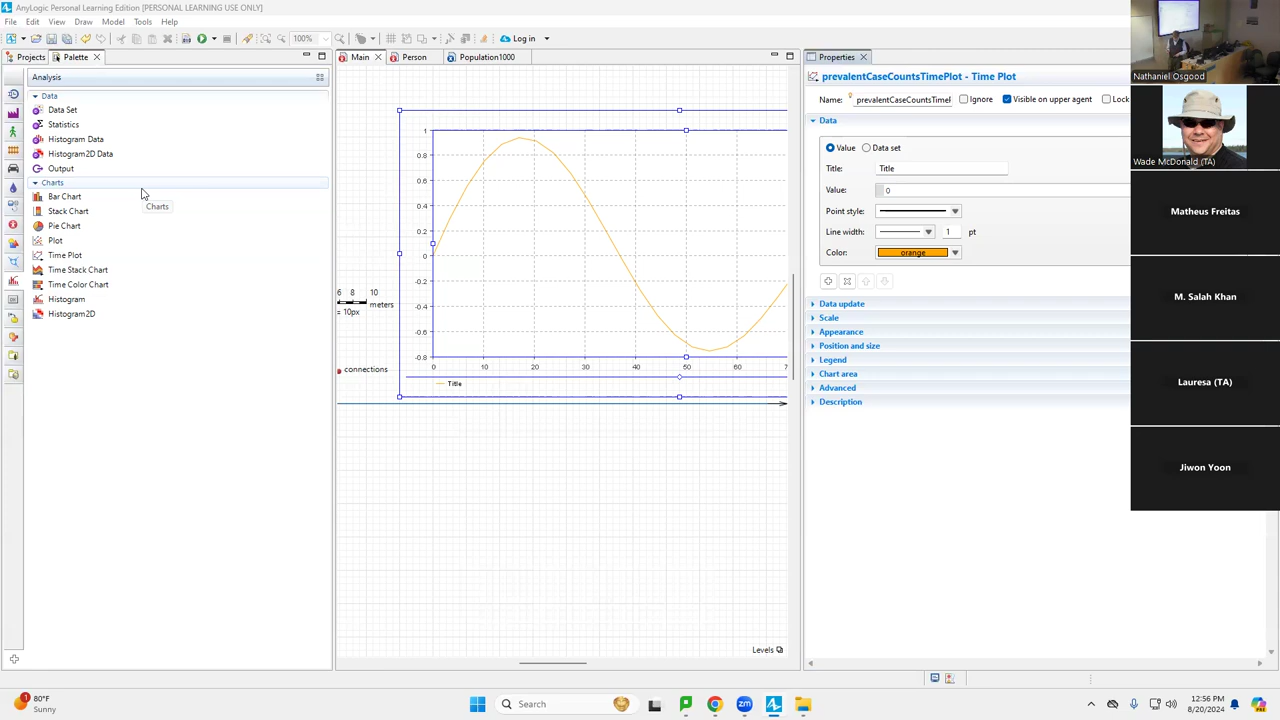 AnyLogic Personal Learning Edition [PERSONAL LEARNING USE ONLY]
File Edit View Draw Model Tools Help
100% Log in
Projects Palette
Main Person Population1000
Properties
Analysis
Data
Data Set
Statistics
Histogram Data
Histogram2D Data
Output
Charts
Bar Chart
Stack Chart
Pie Chart
Plot
Time Plot
Time Stack Chart
Time Color Chart
Histogram
Histogram2D
Charts
1
0.8
0.6
0.4
0.2
0
-0.2
-0.4
-0.6
-0.8
0 10 20 30 40 50 60 7
Title
6 8 10
meters
= 10px
connections
Levels
prevalentCaseCountsTimePlot - Time Plot
Name: prevalentCaseCountsTimeI Ignore Visible on upper agent Lock
Data
Value Data set
Title: Title
Value: 0
Point style:
Line width: 1 pt
Color: orange
Data update
Scale
Appearance
Position and size
Legend
Chart area
Advanced
Description
Nathaniel Osgood
Wade McDonald (TA)
Matheus Freitas
M. Salah Khan
Lauresa (TA)
Jiwon Yoon
1
80°F
Sunny
Search
12:56 PM
8/20/2024